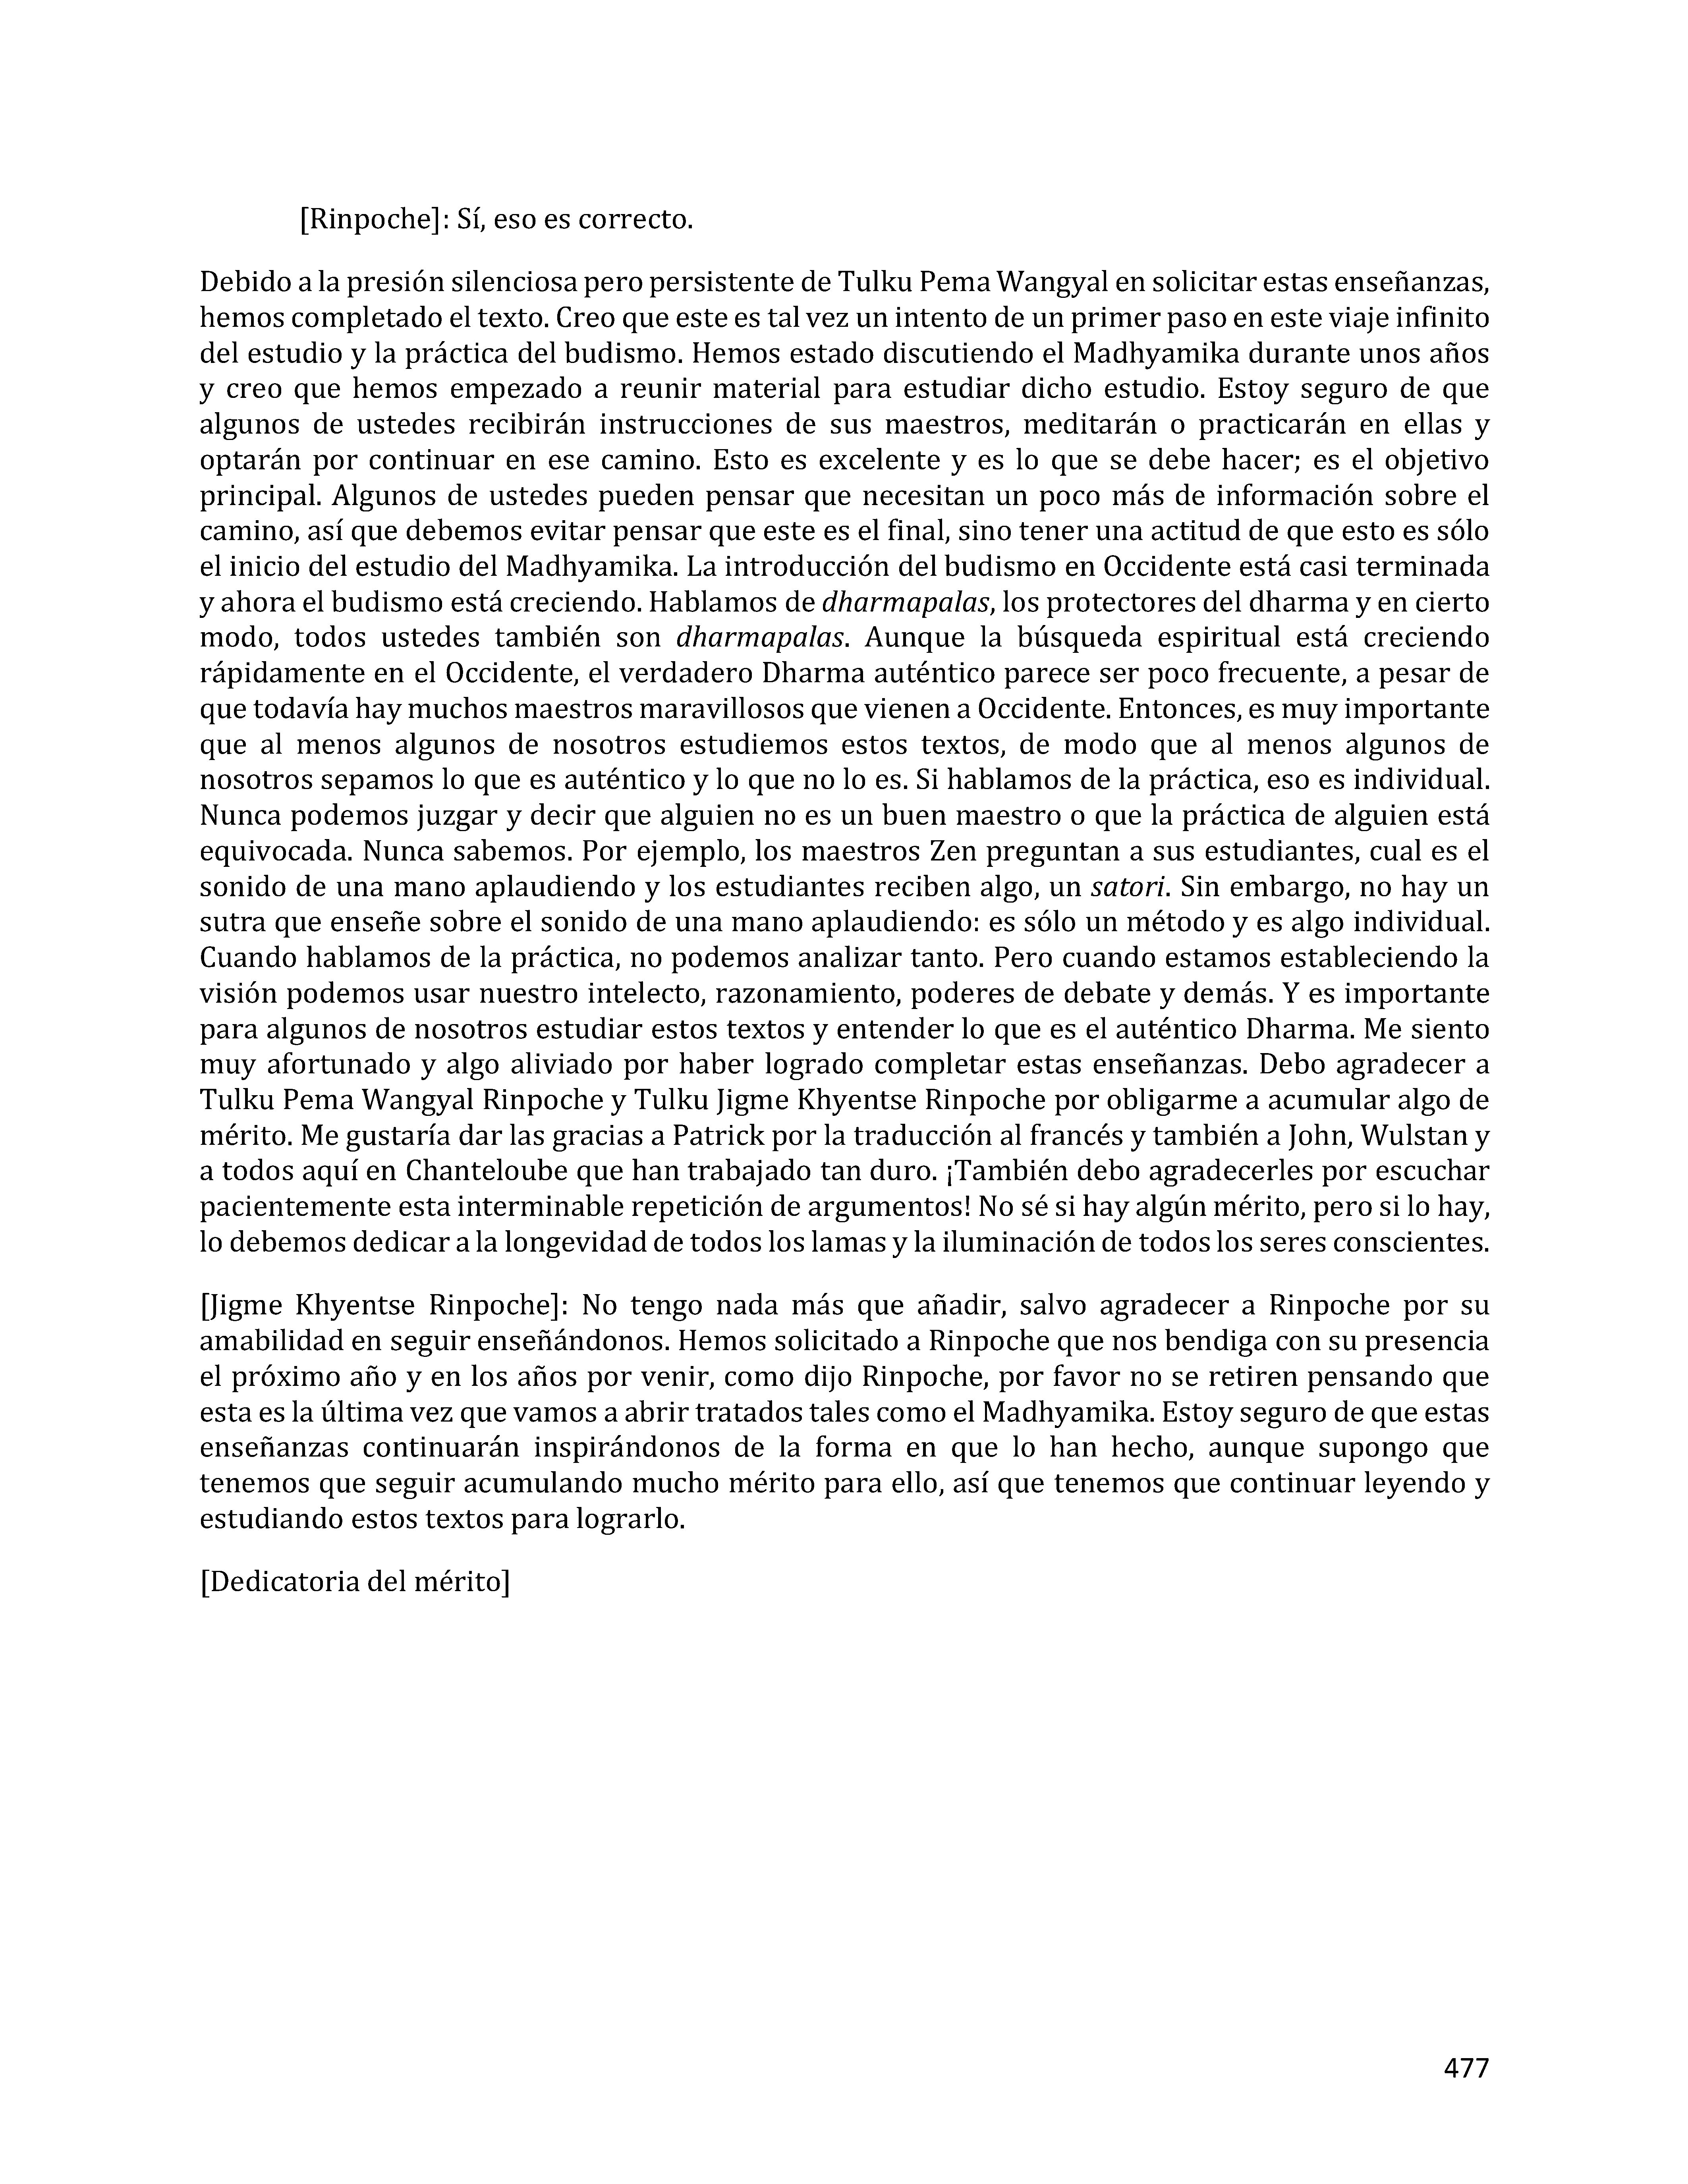 [Rinpoche]: Sí, eso es correcto.
Debido a la presión silenciosa pero persistente de Tulku Pema Wangyal en solicitar estas enseñanzas,
hemos completado el texto. Creo que este es tal vez un intento de un primer paso en este viaje infinito
del estudio y la práctica del budismo. Hemos estado discutiendo el Madhyamika durante unos años
y creo que hemos empezado a reunir material para estudiar dicho estudio. Estoy seguro de que
algunos de ustedes recibirán instrucciones de sus maestros, meditarán o practicarán en ellas y
optarán por continuar en ese camino. Esto es excelente y es lo que se debe hacer; es el objetivo
principal. Algunos de ustedes pueden pensar que necesitan un poco más de información sobre el
camino, así que debemos evitar pensar que este es el final, sino tener una actitud de que esto es sólo
el inicio del estudio del Madhyamika. La introducción del budismo en Occidente está casi terminada
y ahora el budismo está creciendo. Hablamos de dharmapalas, los protectores del dharma y en cierto
modo, todos ustedes también son dharmapalas. Aunque la búsqueda espiritual está creciendo
rápidamente en el Occidente, el verdadero Dharma auténtico parece ser poco frecuente, a pesar de
que todavía hay muchos maestros maravillosos que vienen a Occidente. Entonces, es muy importante
que al menos algunos de nosotros estudiemos estos textos, de modo que al menos algunos de
nosotros sepamos lo que es auténtico y lo que no lo es. Si hablamos de la práctica, eso es individual.
Nunca podemos juzgar y decir que alguien no es un buen maestro o que la práctica de alguien está
equivocada. Nunca sabemos. Por ejemplo, los maestros Zen preguntan a sus estudiantes, cual es el
sonido de una mano aplaudiendo y los estudiantes reciben algo, un satori. Sin embargo, no hay un
sutra que enseñe sobre el sonido de una mano aplaudiendo: es sólo un método y es algo individual.
Cuando hablamos de la práctica, no podemos analizar tanto. Pero cuando estamos estableciendo la
visión podemos usar nuestro intelecto, razonamiento, poderes de debate y demás. Y es importante
para algunos de nosotros estudiar estos textos y entender lo que es el auténtico Dharma. Me siento
muy afortunado y algo aliviado por haber logrado completar estas enseñanzas. Debo agradecer a
Tulku Pema Wangyal Rinpoche y Tulku Jigme Khyentse Rinpoche por obligarme a acumular algo de
mérito. Me gustaría dar las gracias a Patrick por la traducción al francés y también a John, Wulstan y
a todos aquí en Chanteloube que han trabajado tan duro. ¡También debo agradecerles por escuchar
pacientemente esta interminable repetición de argumentos! No sé si hay algún mérito, pero si lo hay,
lo debemos dedicar a la longevidad de todos los lamas y la iluminación de todos los seres conscientes.
[Jigme Khyentse Rinpoche]: No tengo nada más que añadir, salvo agradecer a Rinpoche por su
amabilidad en seguir enseñándonos. Hemos solicitado a Rinpoche que nos bendiga con su presencia
el próximo año y en los años por venir, como dijo Rinpoche, por favor no se retiren pensando que
esta es la última vez que vamos a abrir tratados tales como el Madhyamika. Estoy seguro de que estas
enseñanzas continuarán inspirándonos de la forma en que lo han hecho, aunque supongo que
tenemos que seguir acumulando mucho mérito para ello, así que tenemos que continuar leyendo y
estudiando estos textos para lograrlo.
[Dedicatoria del mérito]
477